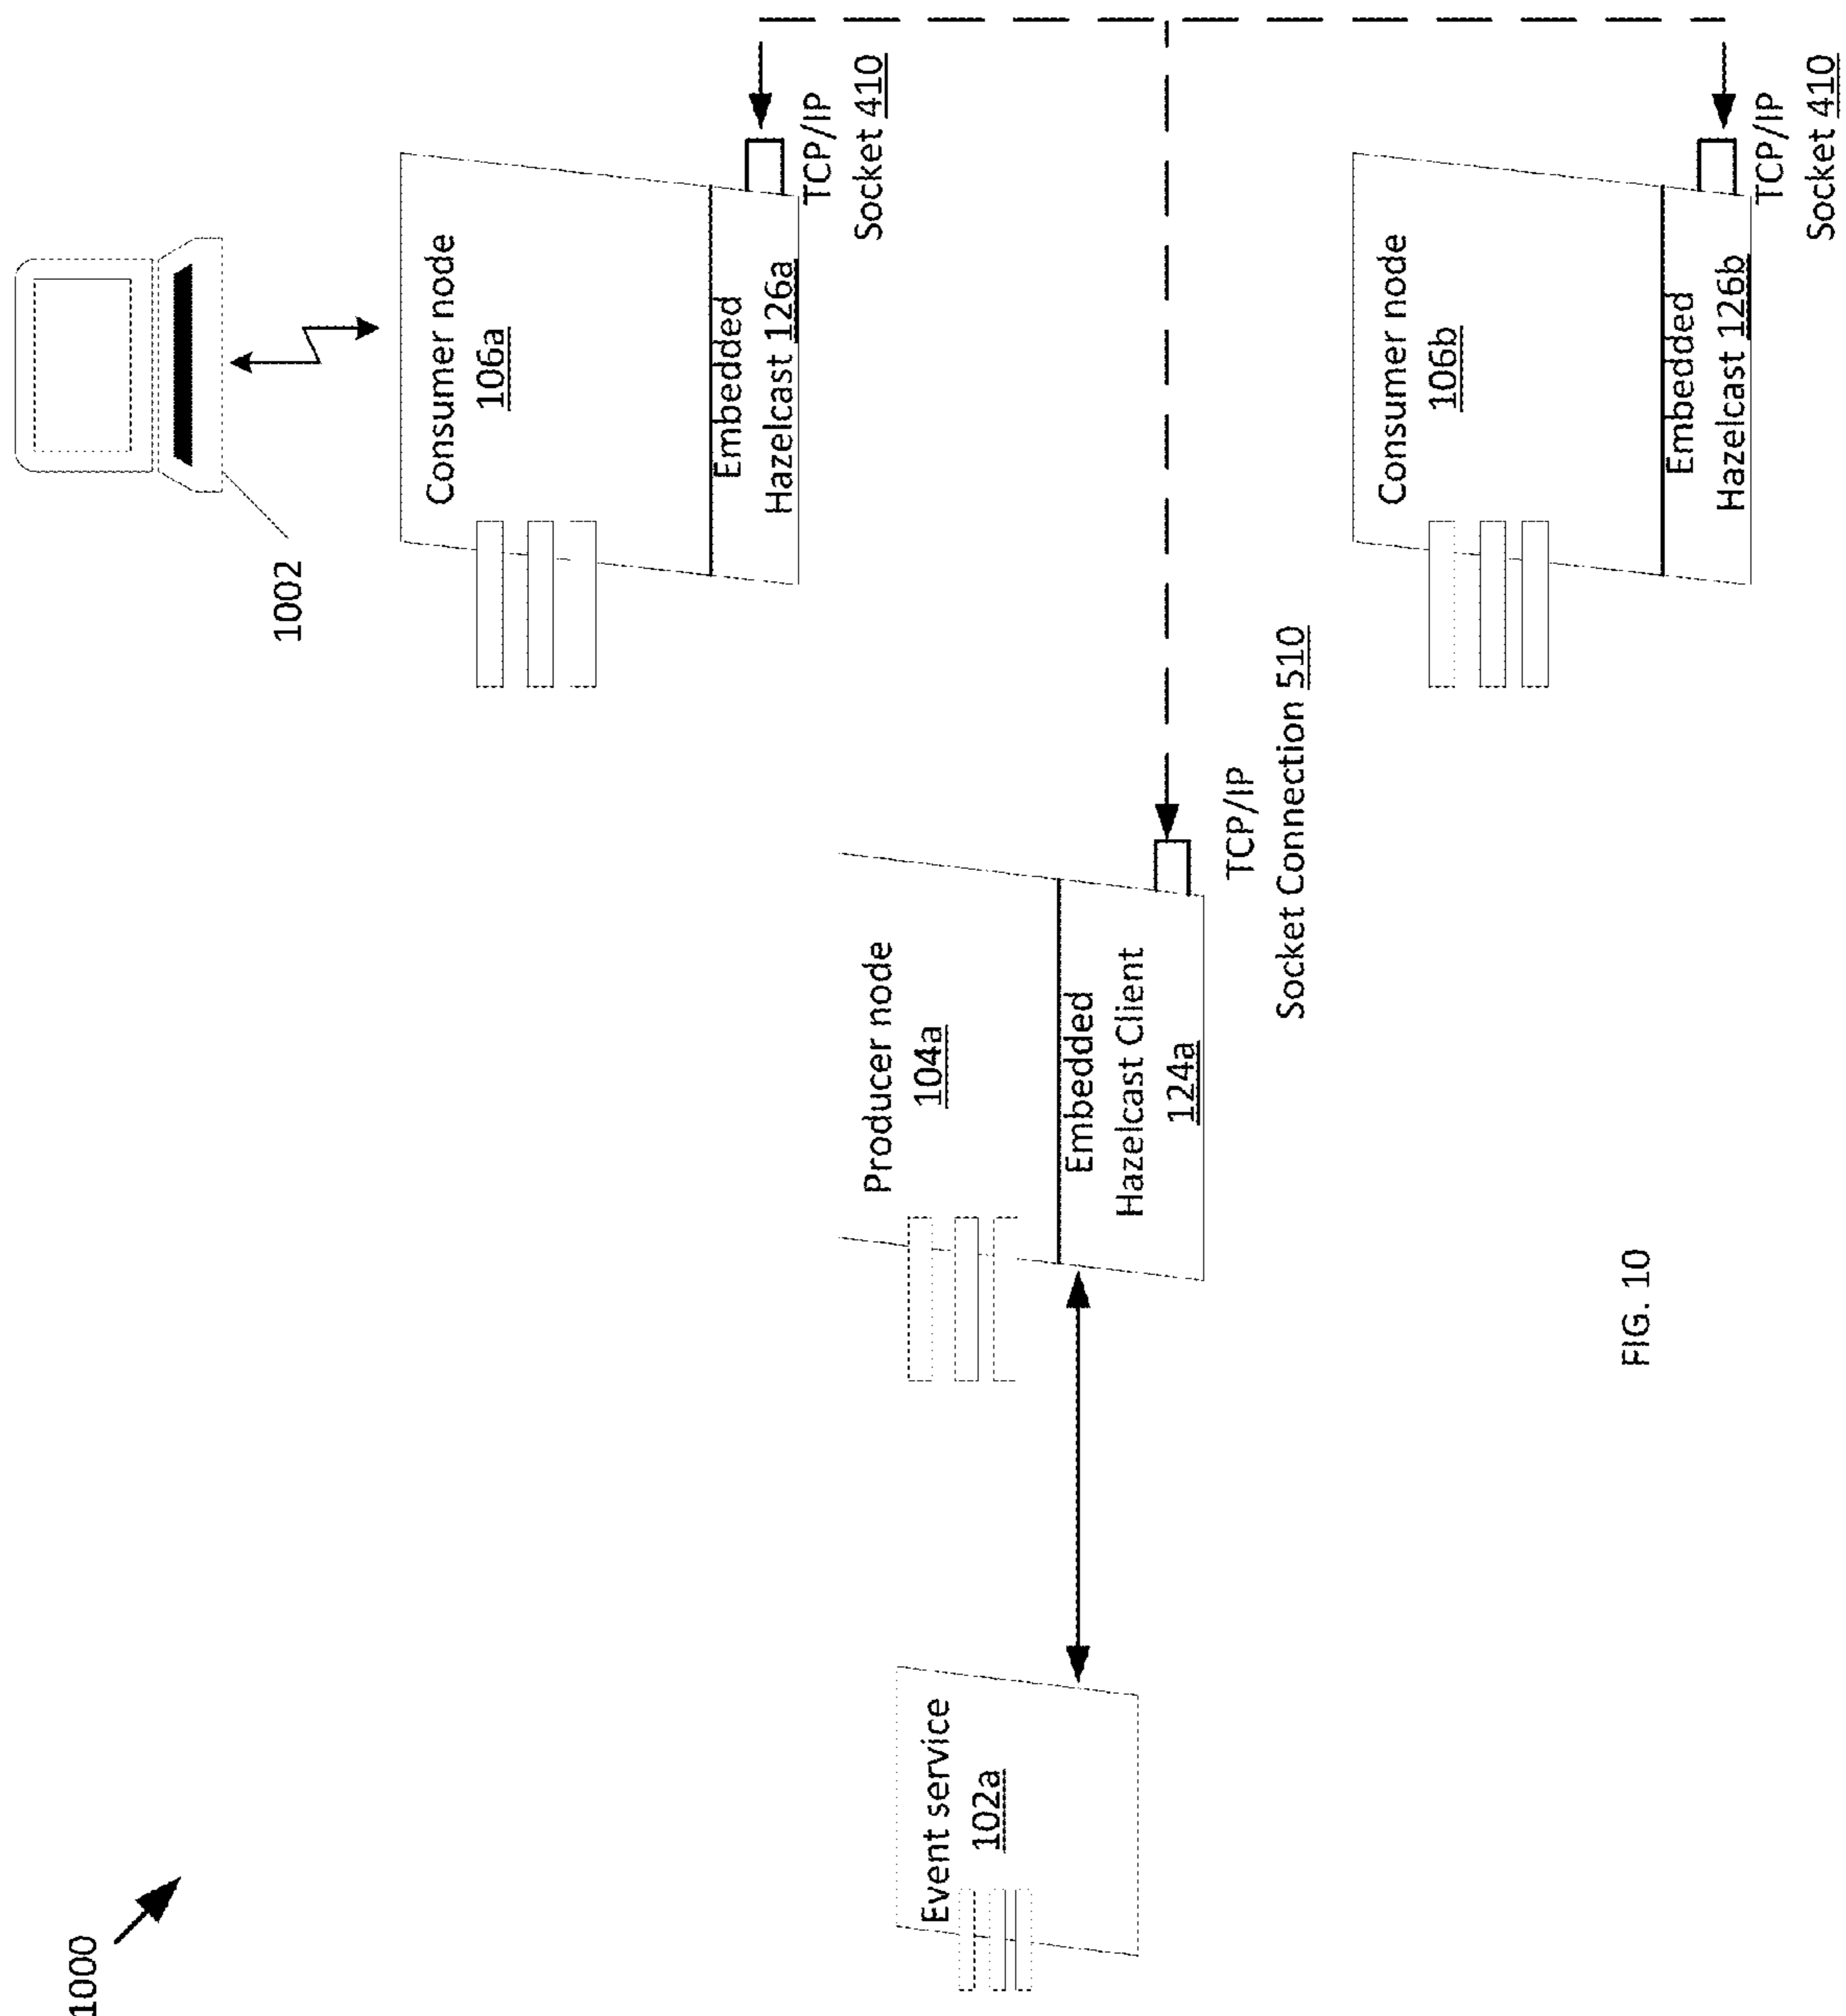 1000
1002
Event service
102a
Producer node
104a
Embedded
Hazelcast Client
124a
TCP/IP
Socket Connection 510
Consumer node
106a
Embedded
Hazelcast 126a
TCP/IP
Socket 410
Consumer node
106b
Embedded
Hazelcast 126b
TCP/IP
Socket 410
FIG. 10